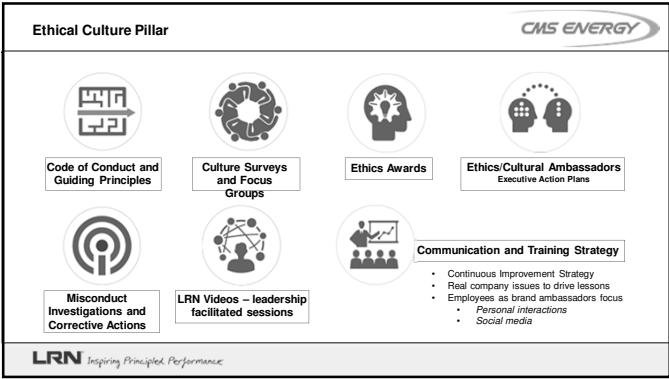 Ethical Culture Pillar
CMS ENERGY
Code of Conduct and
Guiding Principles
Culture Surveys
and Focus
Groups
Ethics Awards
Ethics/Cultural Ambassadors
Executive Action Plans
Misconduct
Investigations and
Corrective Actions
LRN Videos – leadership
facilitated sessions
Communication and Training Strategy
• Continuous Improvement Strategy
• Real company issues to drive lessons
• Employees as brand ambassadors focus
• Personal interactions
• Social media
LRN Inspiring Principled Performance